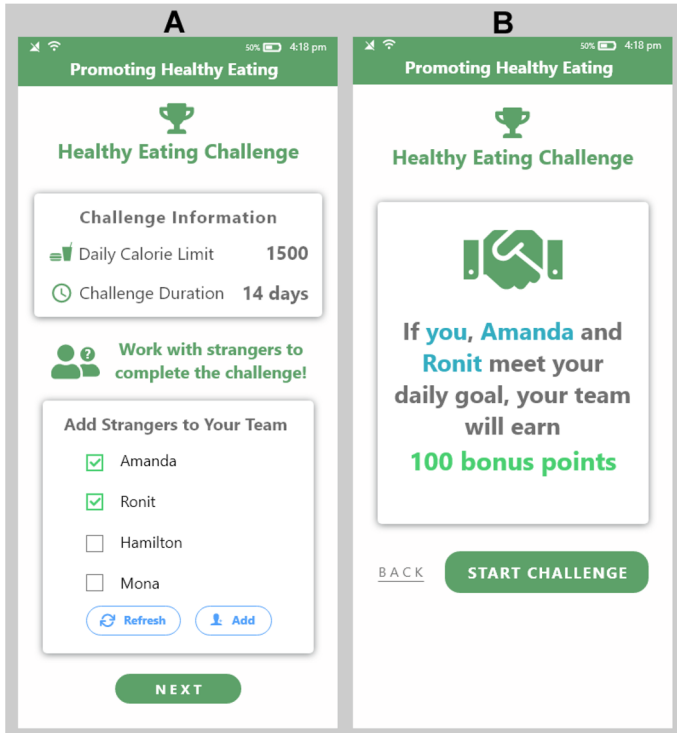 A
50% 4:18 pm
Promoting Healthy Eating
Healthy Eating Challenge
Challenge Information
Daily Calorie Limit 1500
Challenge Duration 14 days
?
Work with strangers to
complete the challenge!
Add Strangers to Your Team
Amanda
Ronit
Hamilton
Mona
Refresh Add
NEXT
B
50% 4:18 pm
Promoting Healthy Eating
Healthy Eating Challenge
If you, Amanda and
Ronit meet your
daily goal, your team
will earn
100 bonus points
BACK START CHALLENGE